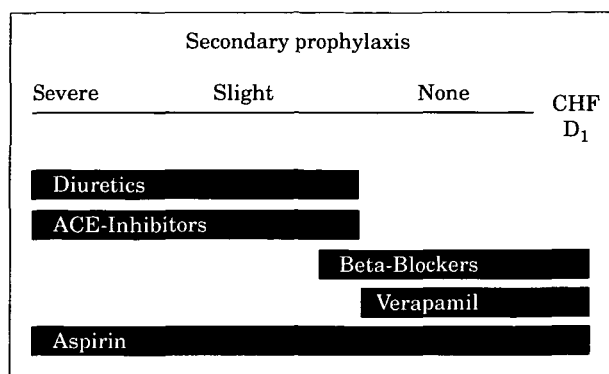 Secondary prophylaxis
Severe Slight None
CHF
D₁
Diuretics
ACE-Inhibitors
Beta-Blockers
Verapamil
Aspirin